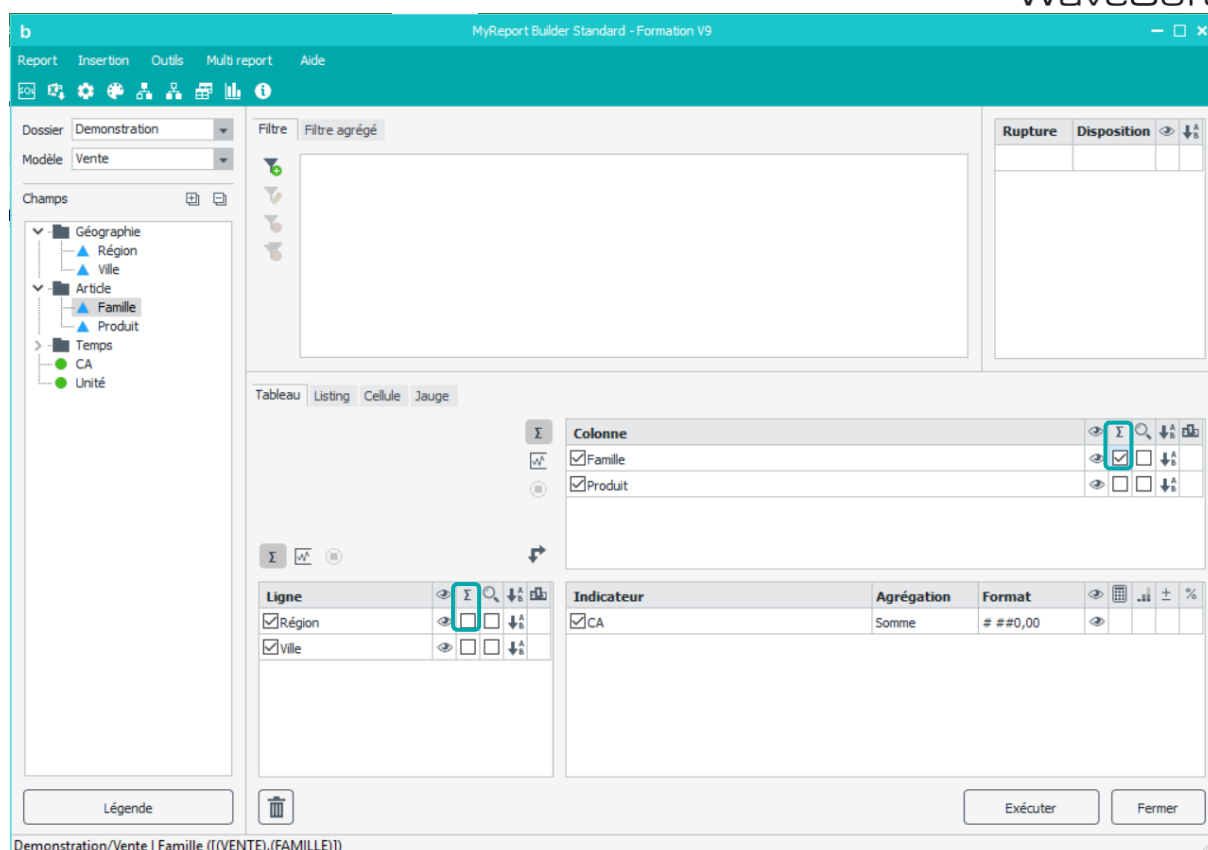 MyReport Builder Standard - Formation V9
Report Insertion Outils Multi report Aide
Dossier Demonstration
Modèle Vente
Champs
Géographie
Région
Ville
Article
Famille
Produit
Temps
CA
Unité
Légende
Filtre Filtre agrégé
Rupture Disposition
Tableau Listing Cellule Jauge
Σ Colonne Σ
Famille
Produit
Σ
Ligne Σ
Région
Ville
Indicateur Agrégation Format ± %
CA Somme # ##0,00
Exécuter Fermer
Demonstration/Vente | Famille ([(VENTE).(FAMILLE)])